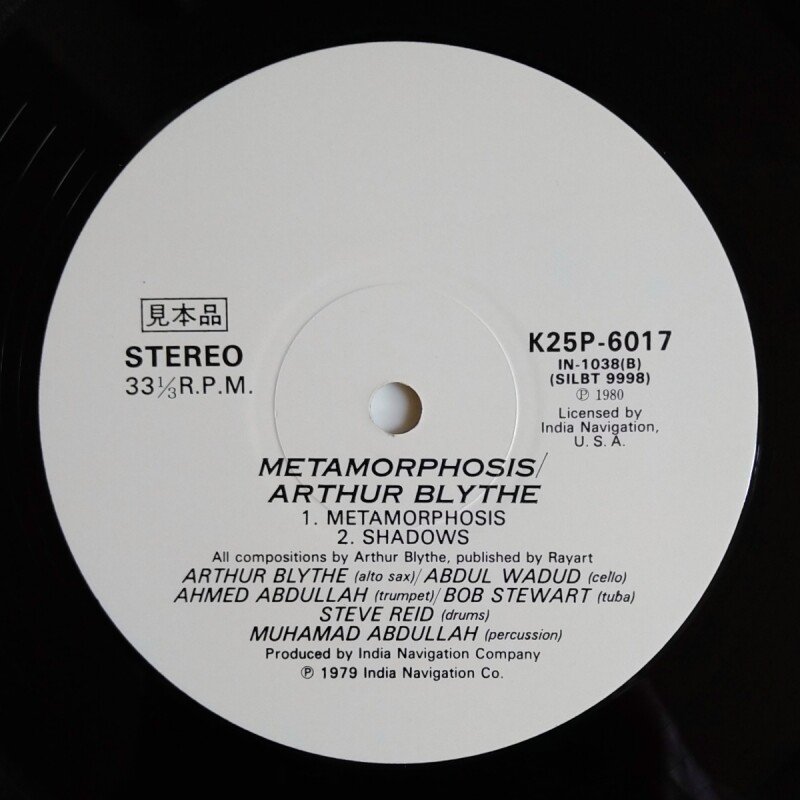 見本品
STEREO
33⅓R.P.M.
K25P-6017
IN-1038(B)
(SILBT 9998)
Ⓟ 1980
Licensed by
India Navigation,
U. S. A.
METAMORPHOSIS/
ARTHUR BLYTHE
1. METAMORPHOSIS
2. SHADOWS
All compositions by Arthur Blythe, published by Rayart
ARTHUR BLYTHE (alto sax)/ABDUL WADUD (cello)
AHMED ABDULLAH (trumpet)/BOB STEWART (tuba)
STEVE REID (drums)
MUHAMAD ABDULLAH (percussion)
Produced by India Navigation Company
Ⓟ 1979 India Navigation Co.